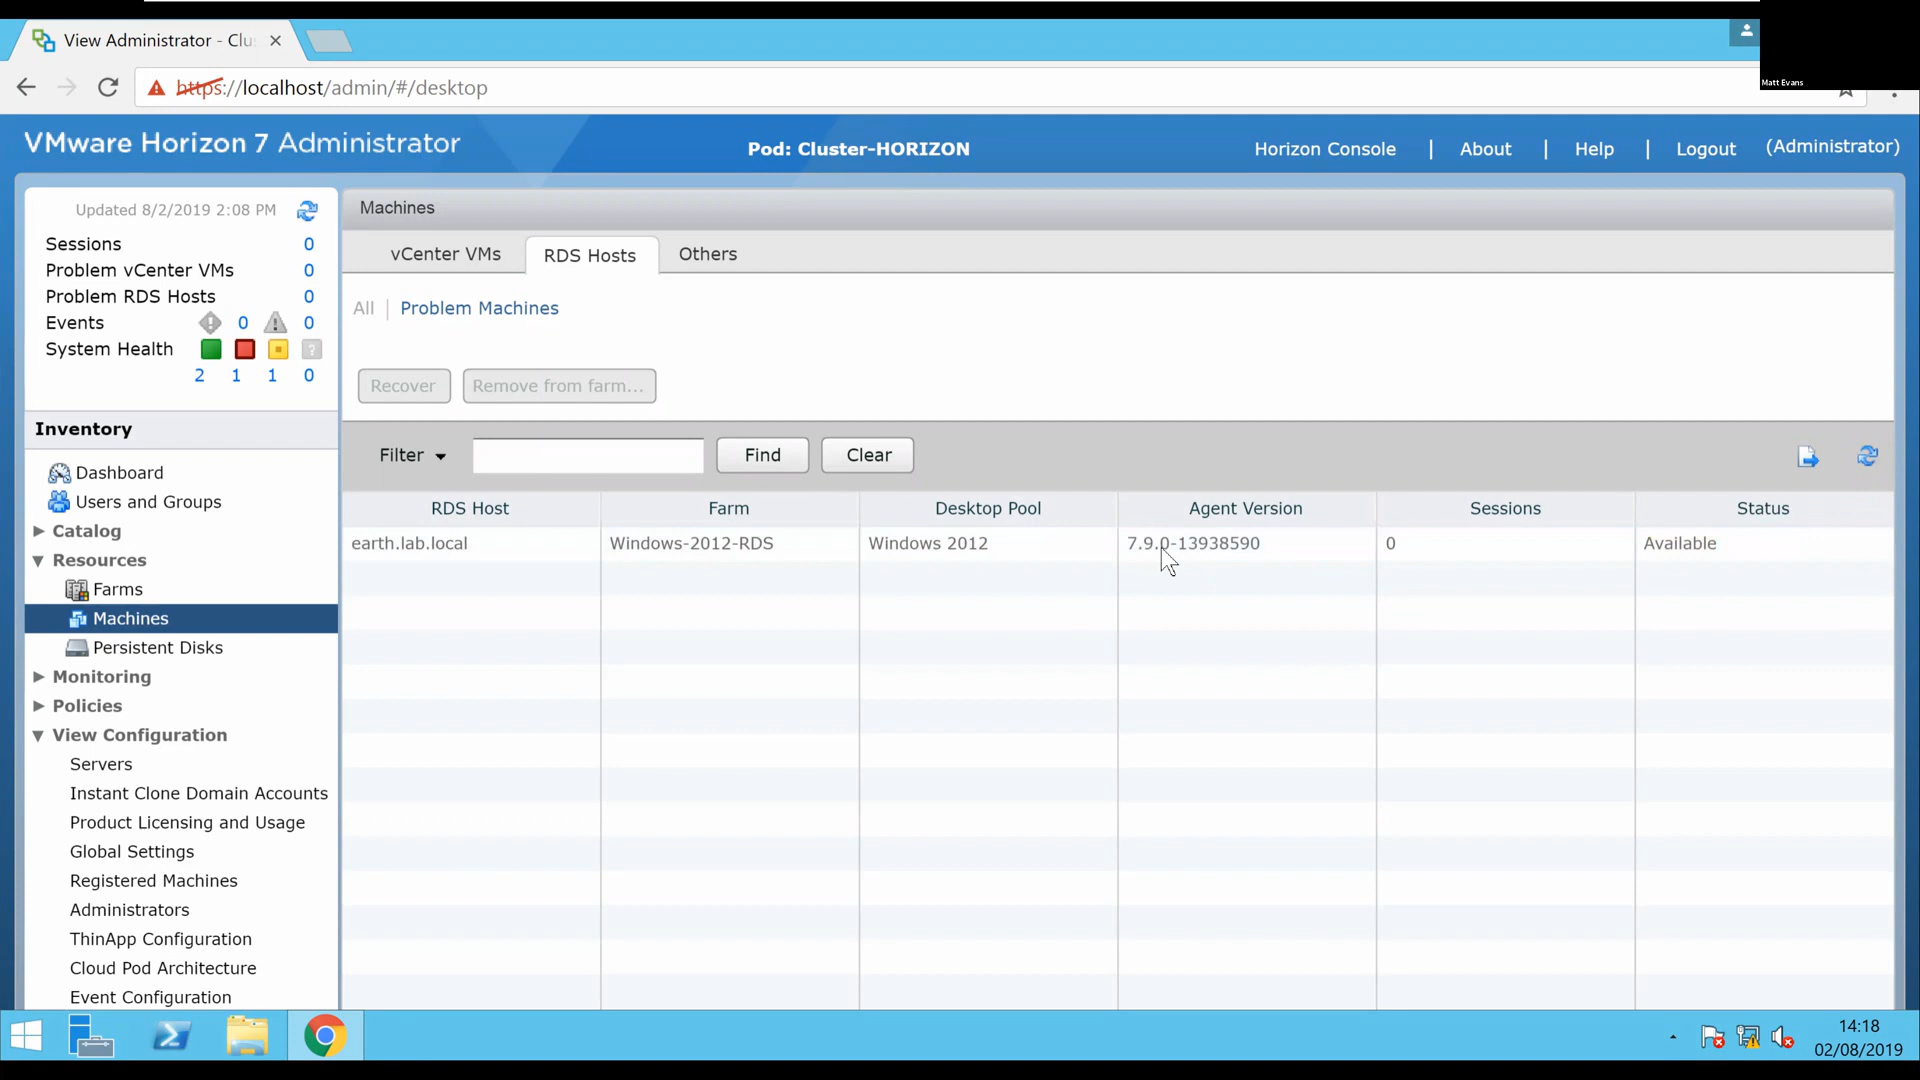 View Administrator - Clu
Matt Evans
https://localhost/admin/#/desktop
VMware Horizon 7 Administrator
Pod: Cluster-HORIZON
Horizon Console | About | Help | Logout (Administrator)
Updated 8/2/2019 2:08 PM
Sessions 0
Problem vCenter VMs 0
Problem RDS Hosts 0
Events 0 0
System Health
2 1 1 0
Inventory
Dashboard
Users and Groups
Catalog
Resources
Farms
Machines
Persistent Disks
Monitoring
Policies
View Configuration
Servers
Instant Clone Domain Accounts
Product Licensing and Usage
Global Settings
Registered Machines
Administrators
ThinApp Configuration
Cloud Pod Architecture
Event Configuration
Machines
vCenter VMs RDS Hosts Others
All | Problem Machines
Recover Remove from farm...
Filter Find Clear
RDS Host Farm Desktop Pool Agent Version Sessions Status
earth.lab.local Windows-2012-RDS Windows 2012 7.9.0-13938590 0 Available
14:18
02/08/2019